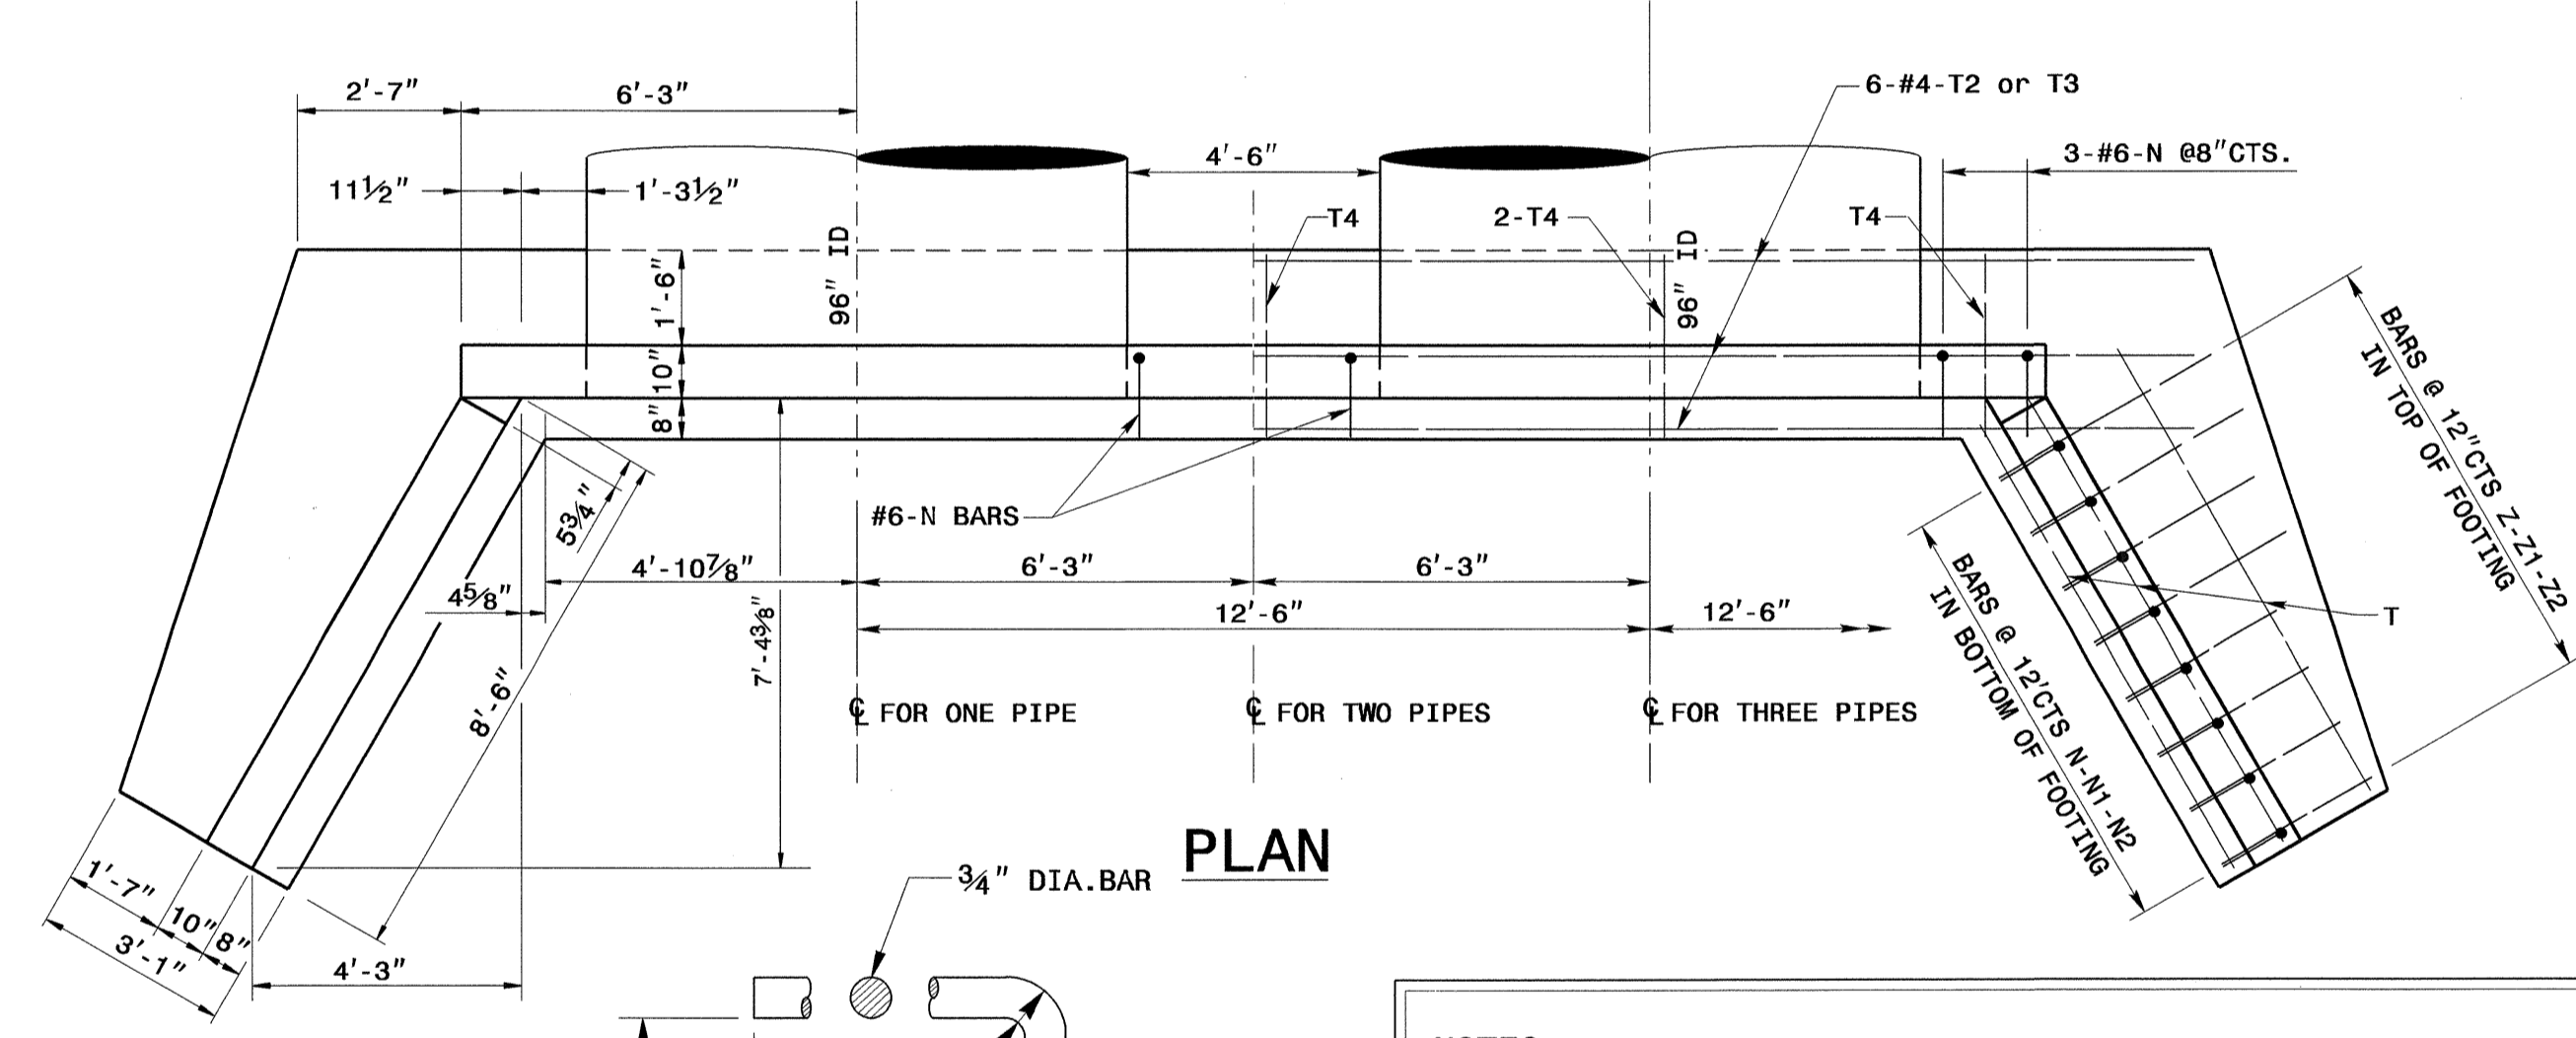 6-#4-T2 or T3
2'-7"
6'-3"
4'-6"
3-#6-N @8"CTS.
11½"
1'-3½"
T4
2-T4
T4
96" ID
96" ID
1'-6"
10"
8"
BARS @ 12"CTS Z-Z1-Z2
IN TOP OF FOOTING
5¾"
#6-N BARS
4'-10⅞"
6'-3"
6'-3"
4⅝"
7'-4⅜"
12'-6"
12'-6"
BARS @ 12'CTS N-N1-N2
IN BOTTOM OF FOOTING
T
8'-6"
℄ FOR ONE PIPE
℄ FOR TWO PIPES
℄ FOR THREE PIPES
PLAN
1'-7"
10"
8"
3'-1"
4'-3"
¾" DIA.BAR